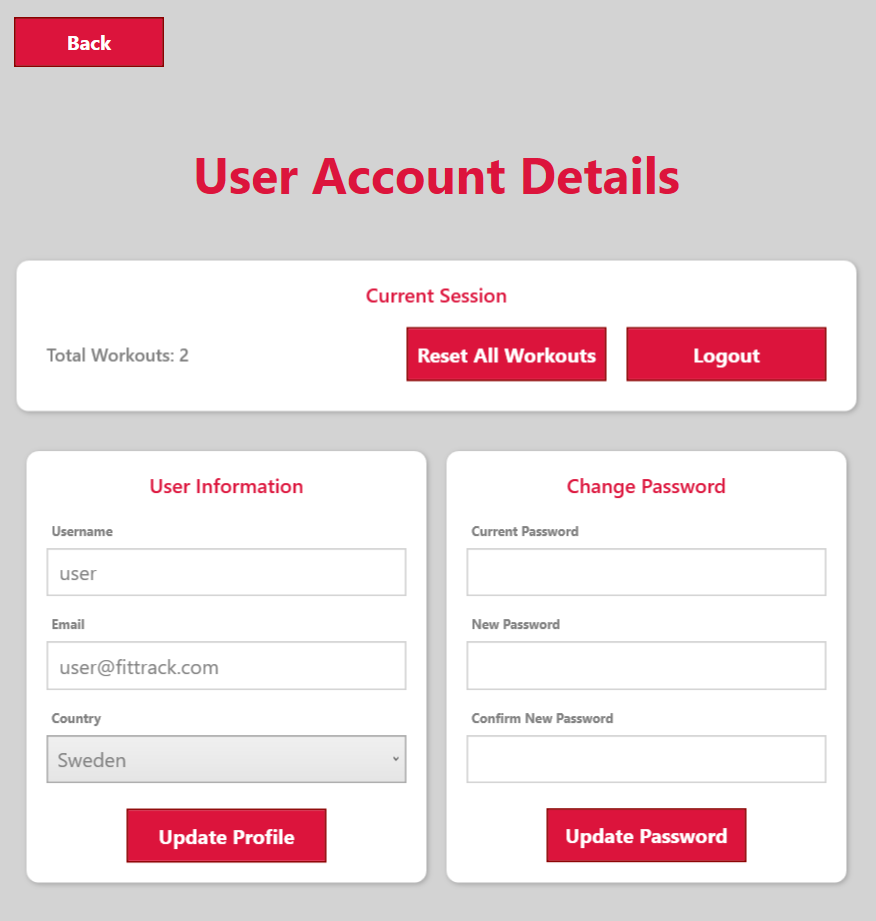 Back
User Account Details
Current Session
Total Workouts: 2
Reset All Workouts
Logout
User Information
Username
user
Email
user@fittrack.com
Country
Sweden
Update Profile
Change Password
Current Password
New Password
Confirm New Password
Update Password